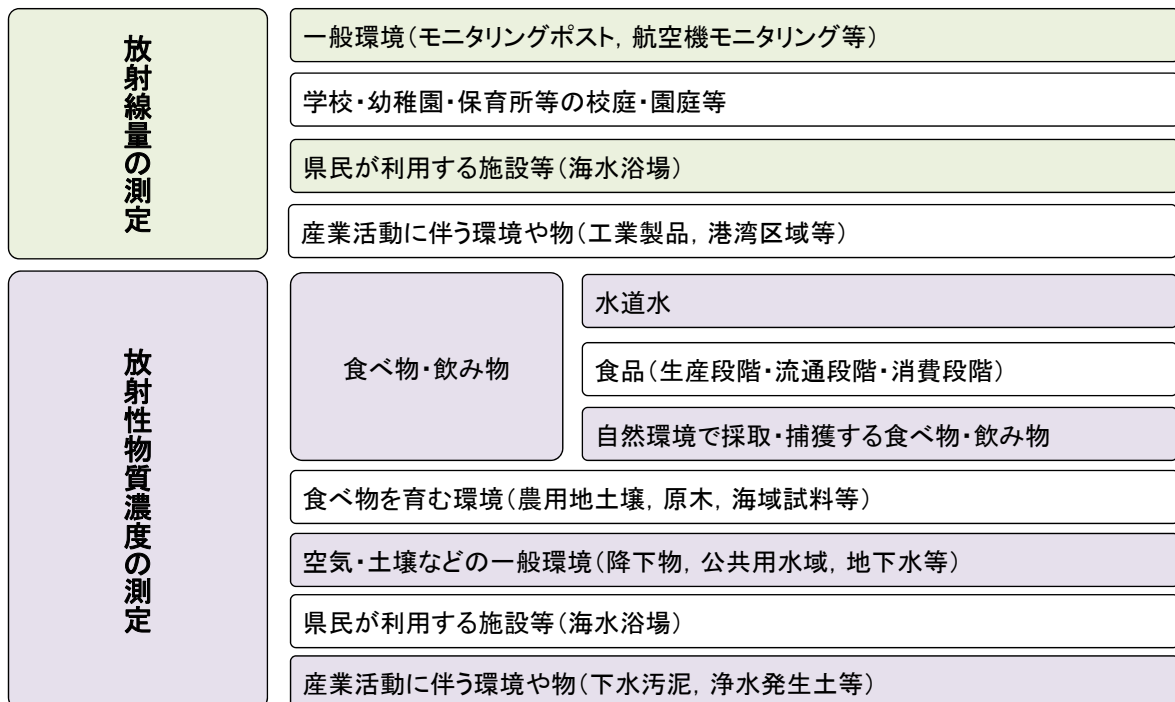 放射線量の測定
一般環境(モニタリングポスト, 航空機モニタリング等)
学校・幼稚園・保育所等の校庭・園庭等
県民が利用する施設等(海水浴場)
産業活動に伴う環境や物(工業製品, 港湾区域等)
放射性物質濃度の測定
食べ物・飲み物
水道水
食品(生産段階・流通段階・消費段階)
自然環境で採取・捕獲する食べ物・飲み物
食べ物を育む環境(農用地土壌, 原木, 海域試料等)
空気・土壌などの一般環境(降下物, 公共用水域, 地下水等)
県民が利用する施設等(海水浴場)
産業活動に伴う環境や物(下水汚泥, 浄水発生土等)